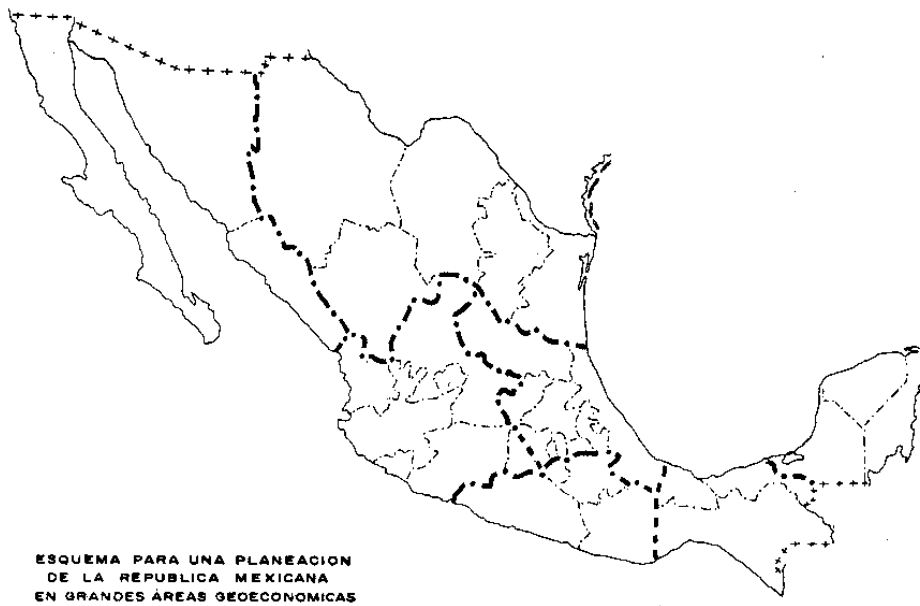 ESQUEMA PARA UNA PLANEACION
DE LA REPUBLICA MEXICANA
EN GRANDES ÁREAS GEOECONOMICAS